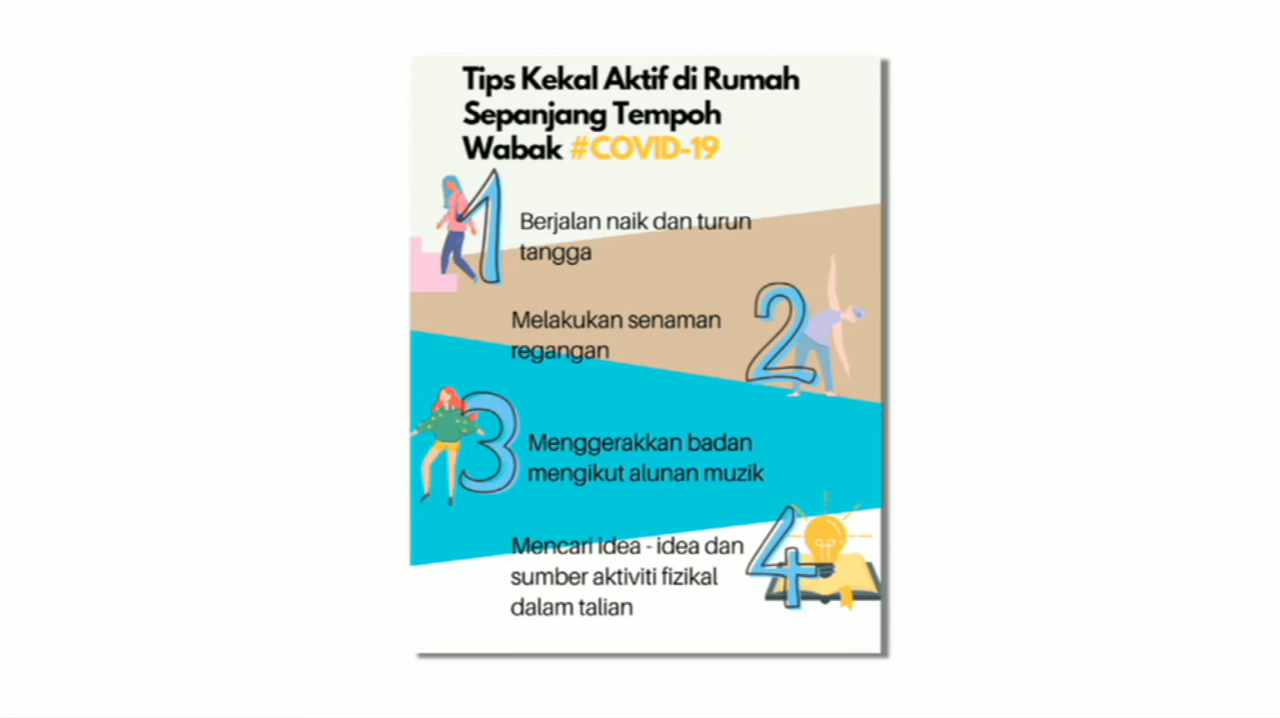 Tips Kekal Aktif di Rumah
Sepanjang Tempoh
Wabak #COVID-19
1
Berjalan naik dan turun
tangga
Melakukan senaman
regangan
2
3
Menggerakkan badan
mengikut alunan muzik
Mencari idea - idea dan
sumber aktiviti fizikal
dalam talian
4